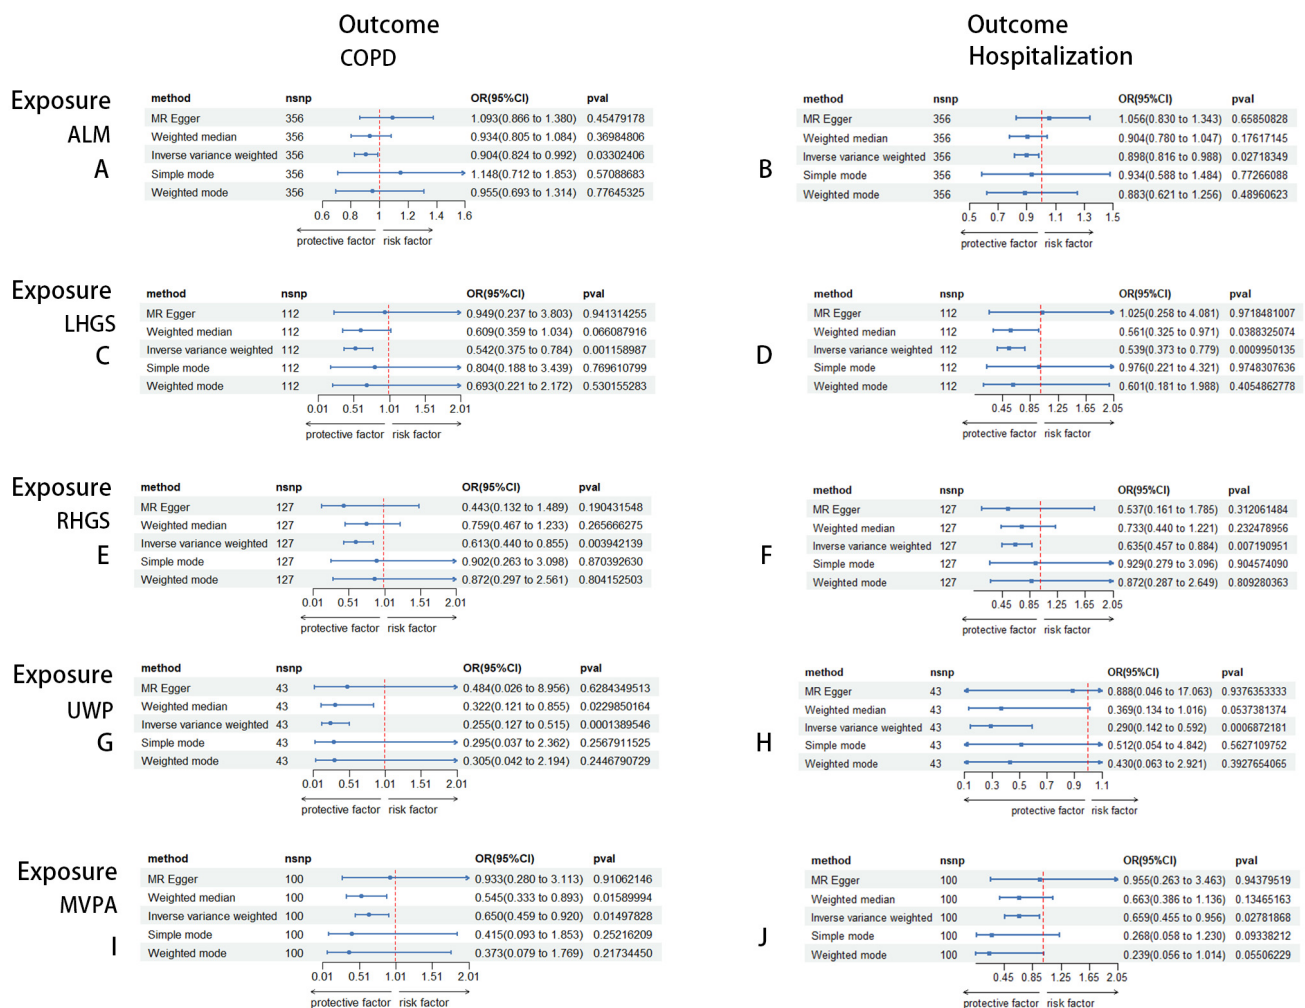 Outcome
COPD
Outcome
Hospitalization
Exposure
ALM
A
method nsnp OR(95%CI) pval
MR Egger 356 1.093(0.866 to 1.380) 0.45479178
Weighted median 356 0.934(0.805 to 1.084) 0.36984806
Inverse variance weighted 356 0.904(0.824 to 0.992) 0.03302406
Simple mode 356 1.148(0.712 to 1.853) 0.57088683
Weighted mode 356 0.955(0.693 to 1.314) 0.77645325
0.6 0.8 1 1.2 1.4 1.6
protective factor risk factor
B
method nsnp OR(95%CI) pval
MR Egger 356 1.056(0.830 to 1.343) 0.65850828
Weighted median 356 0.904(0.780 to 1.047) 0.17617145
Inverse variance weighted 356 0.898(0.816 to 0.988) 0.02718349
Simple mode 356 0.934(0.588 to 1.484) 0.77266088
Weighted mode 356 0.883(0.621 to 1.256) 0.48960623
0.5 0.7 0.9 1.1 1.3 1.5
protective factor risk factor
Exposure
LHGS
C
method nsnp OR(95%CI) pval
MR Egger 112 0.949(0.237 to 3.803) 0.941314255
Weighted median 112 0.609(0.359 to 1.034) 0.066087916
Inverse variance weighted 112 0.542(0.375 to 0.784) 0.001158987
Simple mode 112 0.804(0.188 to 3.439) 0.769610799
Weighted mode 112 0.693(0.221 to 2.172) 0.530155283
0.01 0.51 1.01 1.51 2.01
protective factor risk factor
D
method nsnp OR(95%CI) pval
MR Egger 112 1.025(0.258 to 4.081) 0.9718481007
Weighted median 112 0.561(0.325 to 0.971) 0.0388325074
Inverse variance weighted 112 0.539(0.373 to 0.779) 0.0009950135
Simple mode 112 0.976(0.221 to 4.321) 0.9748307636
Weighted mode 112 0.601(0.181 to 1.988) 0.4054862778
0.45 0.85 1.25 1.65 2.05
protective factor risk factor
Exposure
RHGS
E
method nsnp OR(95%CI) pval
MR Egger 127 0.443(0.132 to 1.489) 0.190431548
Weighted median 127 0.759(0.467 to 1.233) 0.265666275
Inverse variance weighted 127 0.613(0.440 to 0.855) 0.003942139
Simple mode 127 0.902(0.263 to 3.098) 0.870392630
Weighted mode 127 0.872(0.297 to 2.561) 0.804152503
0.01 0.51 1.01 1.51 2.01
protective factor risk factor
F
method nsnp OR(95%CI) pval
MR Egger 127 0.537(0.161 to 1.785) 0.312061484
Weighted median 127 0.733(0.440 to 1.221) 0.232478956
Inverse variance weighted 127 0.635(0.457 to 0.884) 0.007190951
Simple mode 127 0.929(0.279 to 3.096) 0.904574090
Weighted mode 127 0.872(0.287 to 2.649) 0.809280363
0.45 0.85 1.25 1.65 2.05
protective factor risk factor
Exposure
UWP
G
method nsnp OR(95%CI) pval
MR Egger 43 0.484(0.026 to 8.956) 0.6284349513
Weighted median 43 0.322(0.121 to 0.855) 0.0229850164
Inverse variance weighted 43 0.255(0.127 to 0.515) 0.0001389546
Simple mode 43 0.295(0.037 to 2.362) 0.2567911525
Weighted mode 43 0.305(0.042 to 2.194) 0.2446790729
0.01 0.51 1.01 1.51 2.01
protective factor risk factor
H
method nsnp OR(95%CI) pval
MR Egger 43 0.888(0.046 to 17.063) 0.9376353333
Weighted median 43 0.369(0.134 to 1.016) 0.0537381374
Inverse variance weighted 43 0.290(0.142 to 0.592) 0.0006872181
Simple mode 43 0.512(0.054 to 4.842) 0.5627109752
Weighted mode 43 0.430(0.063 to 2.921) 0.3927654065
0.1 0.3 0.5 0.7 0.9 1.1
protective factor risk factor
Exposure
MVPA
I
method nsnp OR(95%CI) pval
MR Egger 100 0.933(0.280 to 3.113) 0.91062146
Weighted median 100 0.545(0.333 to 0.893) 0.01589994
Inverse variance weighted 100 0.650(0.459 to 0.920) 0.01497828
Simple mode 100 0.415(0.093 to 1.853) 0.25216209
Weighted mode 100 0.373(0.079 to 1.769) 0.21734450
0.01 0.51 1.01 1.51 2.01
protective factor risk factor
J
method nsnp OR(95%CI) pval
MR Egger 100 0.955(0.263 to 3.463) 0.94379519
Weighted median 100 0.663(0.386 to 1.136) 0.13465163
Inverse variance weighted 100 0.659(0.455 to 0.956) 0.02781868
Simple mode 100 0.268(0.058 to 1.230) 0.09338212
Weighted mode 100 0.239(0.056 to 1.014) 0.05506229
0.45 0.85 1.25 1.65 2.05
protective factor risk factor